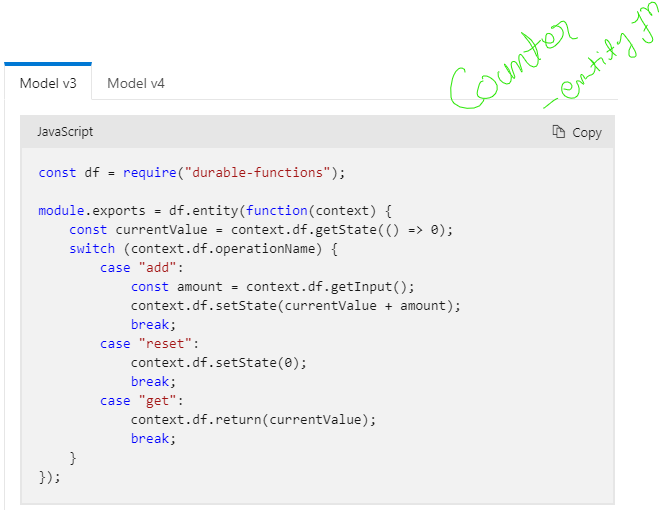 Counter
- entity fn
Model v3 Model v4
JavaScript Copy
const df = require("durable-functions");
module.exports = df.entity(function(context) {
    const currentValue = context.df.getState(() => 0);
    switch (context.df.operationName) {
        case "add":
            const amount = context.df.getInput();
            context.df.setState(currentValue + amount);
            break;
        case "reset":
            context.df.setState(0);
            break;
        case "get":
            context.df.return(currentValue);
            break;
    }
});